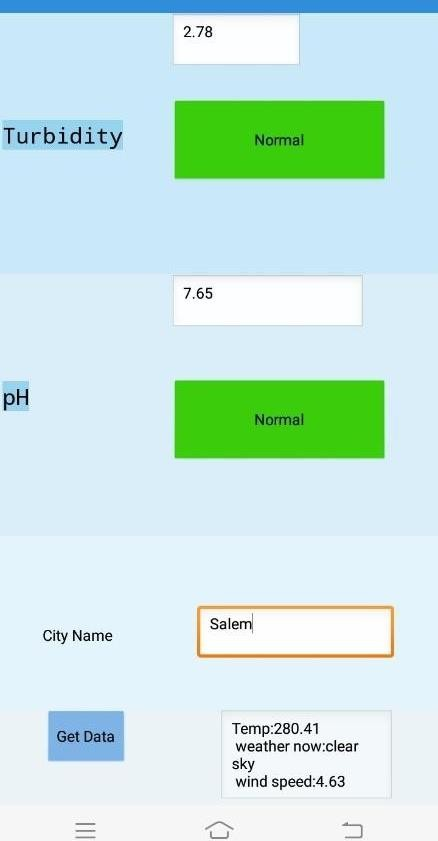 2.78
Turbidity
Normal
7.65
pH
Normal
City Name
Salem
Get Data
Temp:280.41
weather now:clear
sky
wind speed:4.63